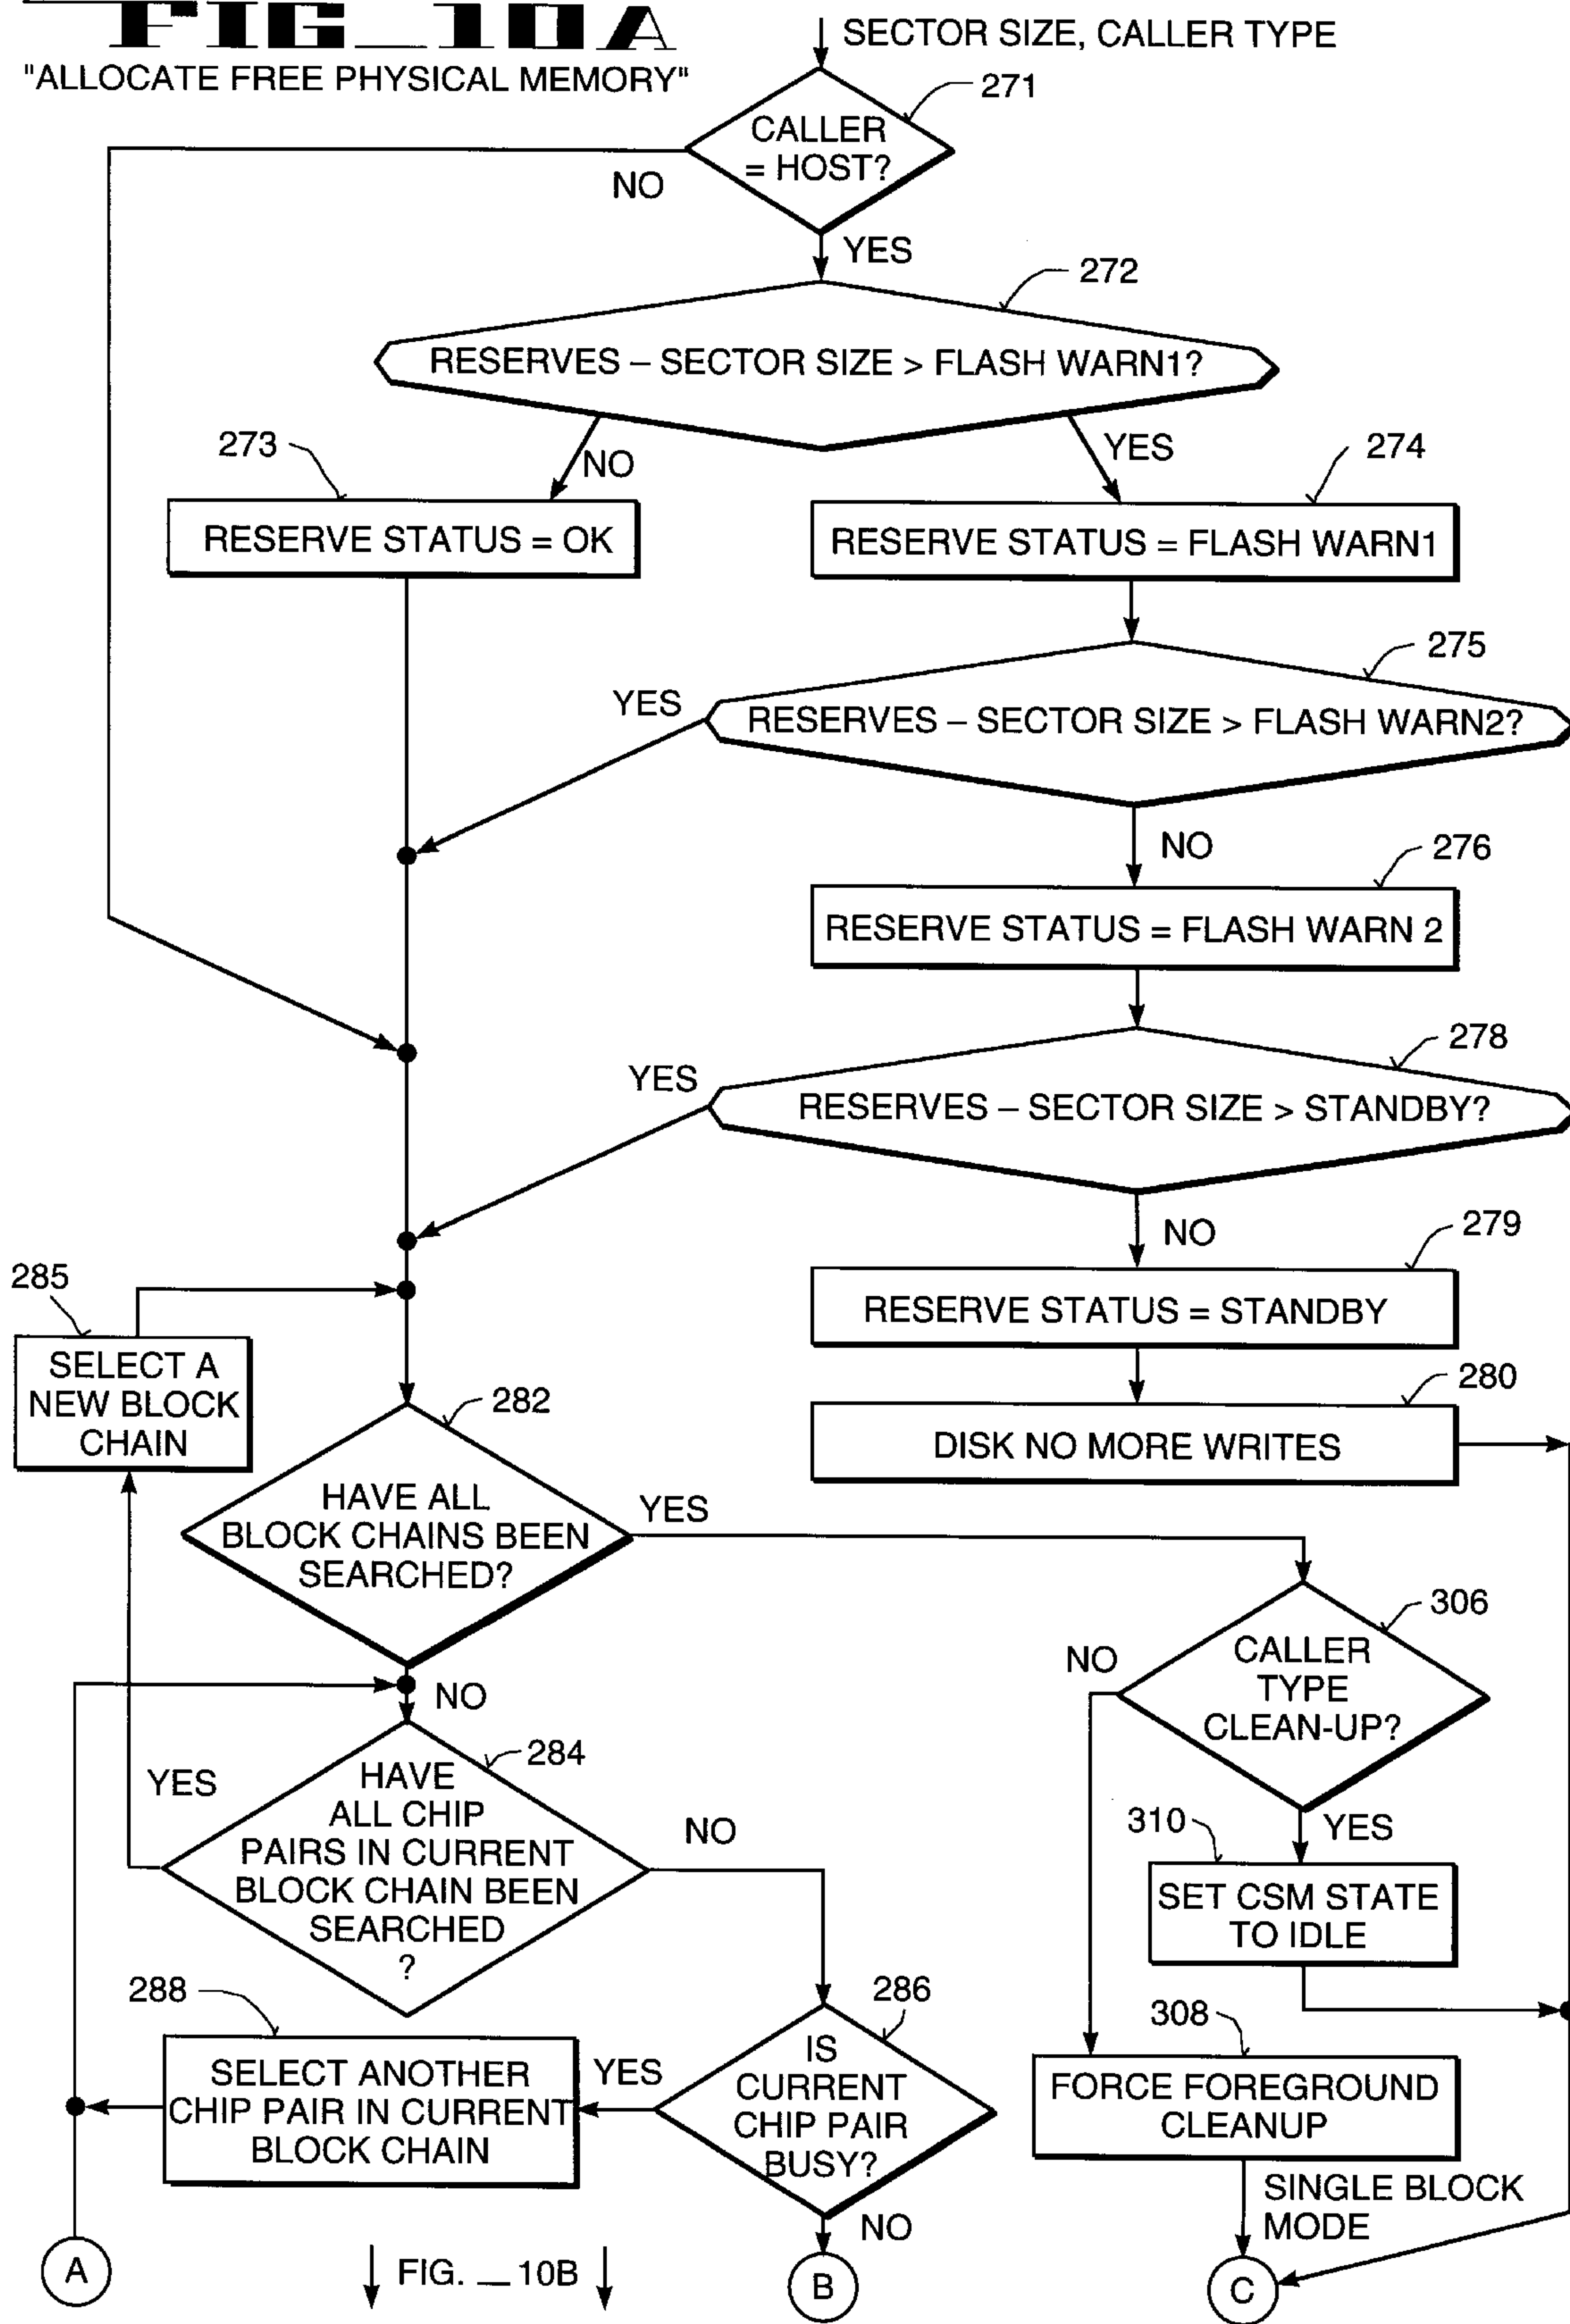 FIG_10A
"ALLOCATE FREE PHYSICAL MEMORY"
SECTOR SIZE, CALLER TYPE
271
CALLER
= HOST?
NO
YES
272
RESERVES – SECTOR SIZE > FLASH WARN1?
273
NO
YES
274
RESERVE STATUS = OK
RESERVE STATUS = FLASH WARN1
275
YES
RESERVES – SECTOR SIZE > FLASH WARN2?
NO
276
RESERVE STATUS = FLASH WARN 2
278
YES
RESERVES – SECTOR SIZE > STANDBY?
NO
279
RESERVE STATUS = STANDBY
280
DISK NO MORE WRITES
285
SELECT A
NEW BLOCK
CHAIN
282
HAVE ALL
BLOCK CHAINS BEEN
SEARCHED?
YES
NO
306
NO
CALLER
TYPE
CLEAN-UP?
YES
284
YES
HAVE
ALL CHIP
PAIRS IN CURRENT
BLOCK CHAIN BEEN
SEARCHED
?
NO
310
SET CSM STATE
TO IDLE
288
SELECT ANOTHER
CHIP PAIR IN CURRENT
BLOCK CHAIN
YES
286
IS
CURRENT
CHIP PAIR
BUSY?
NO
308
FORCE FOREGROUND
CLEANUP
SINGLE BLOCK
MODE
A
FIG. _ 10B
B
C